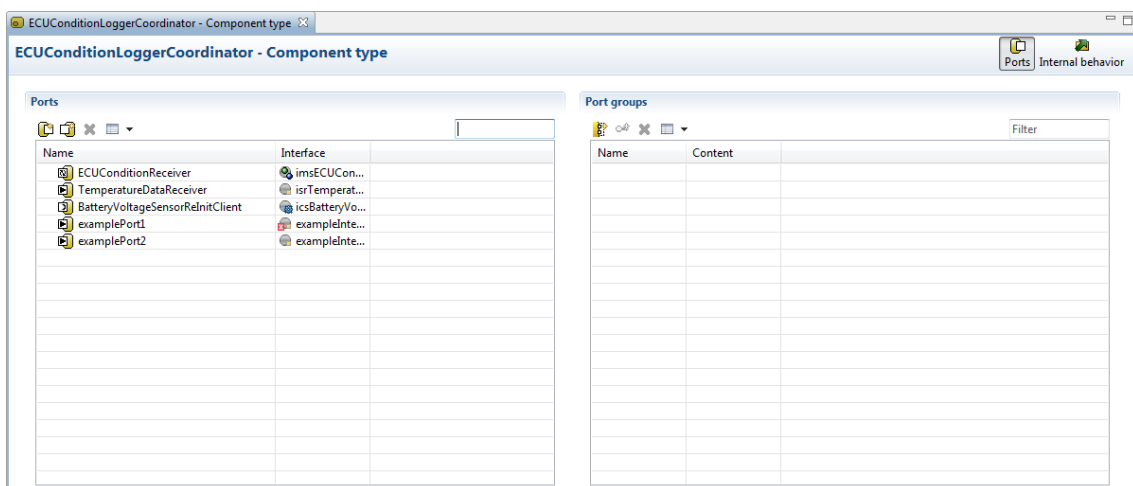 ECUConditionLoggerCoordinator - Component type
ECUConditionLoggerCoordinator - Component type
Ports Internal behavior
Ports
Name Interface
ECUConditionReceiver imsECUCon...
TemperatureDataReceiver isrTemperat...
BatteryVoltageSensorReInitClient icsBatteryVo...
examplePort1 exampleInte...
examplePort2 exampleInte...
Port groups
Filter
Name Content